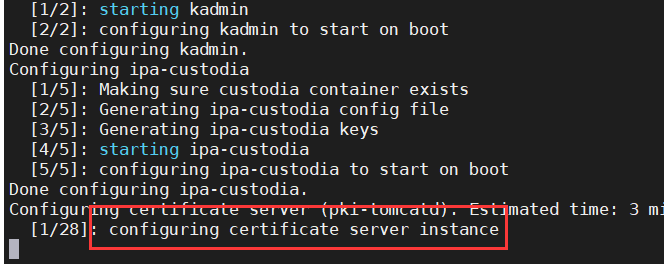 [1/2]: starting kadmin
[2/2]: configuring kadmin to start on boot
Done configuring kadmin.
Configuring ipa-custodia
[1/5]: Making sure custodia container exists
[2/5]: Generating ipa-custodia config file
[3/5]: Generating ipa-custodia keys
[4/5]: starting ipa-custodia
[5/5]: configuring ipa-custodia to start on boot
Done configuring ipa-custodia.
Configuring certificate server (pki-tomcatd). Estimated time: 3 mi
[1/28]: configuring certificate server instance